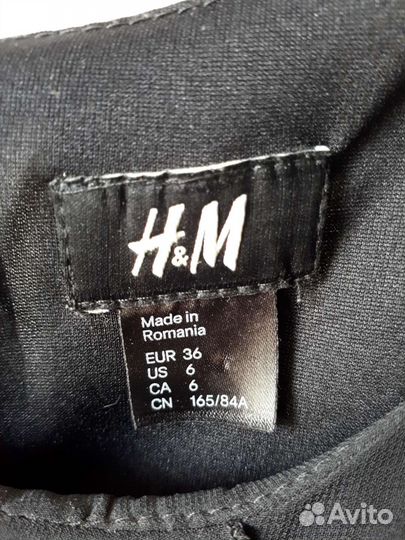 H&M
Made in
Romania
EUR 36
US 6
CA 6
CN 165/84A
Avito